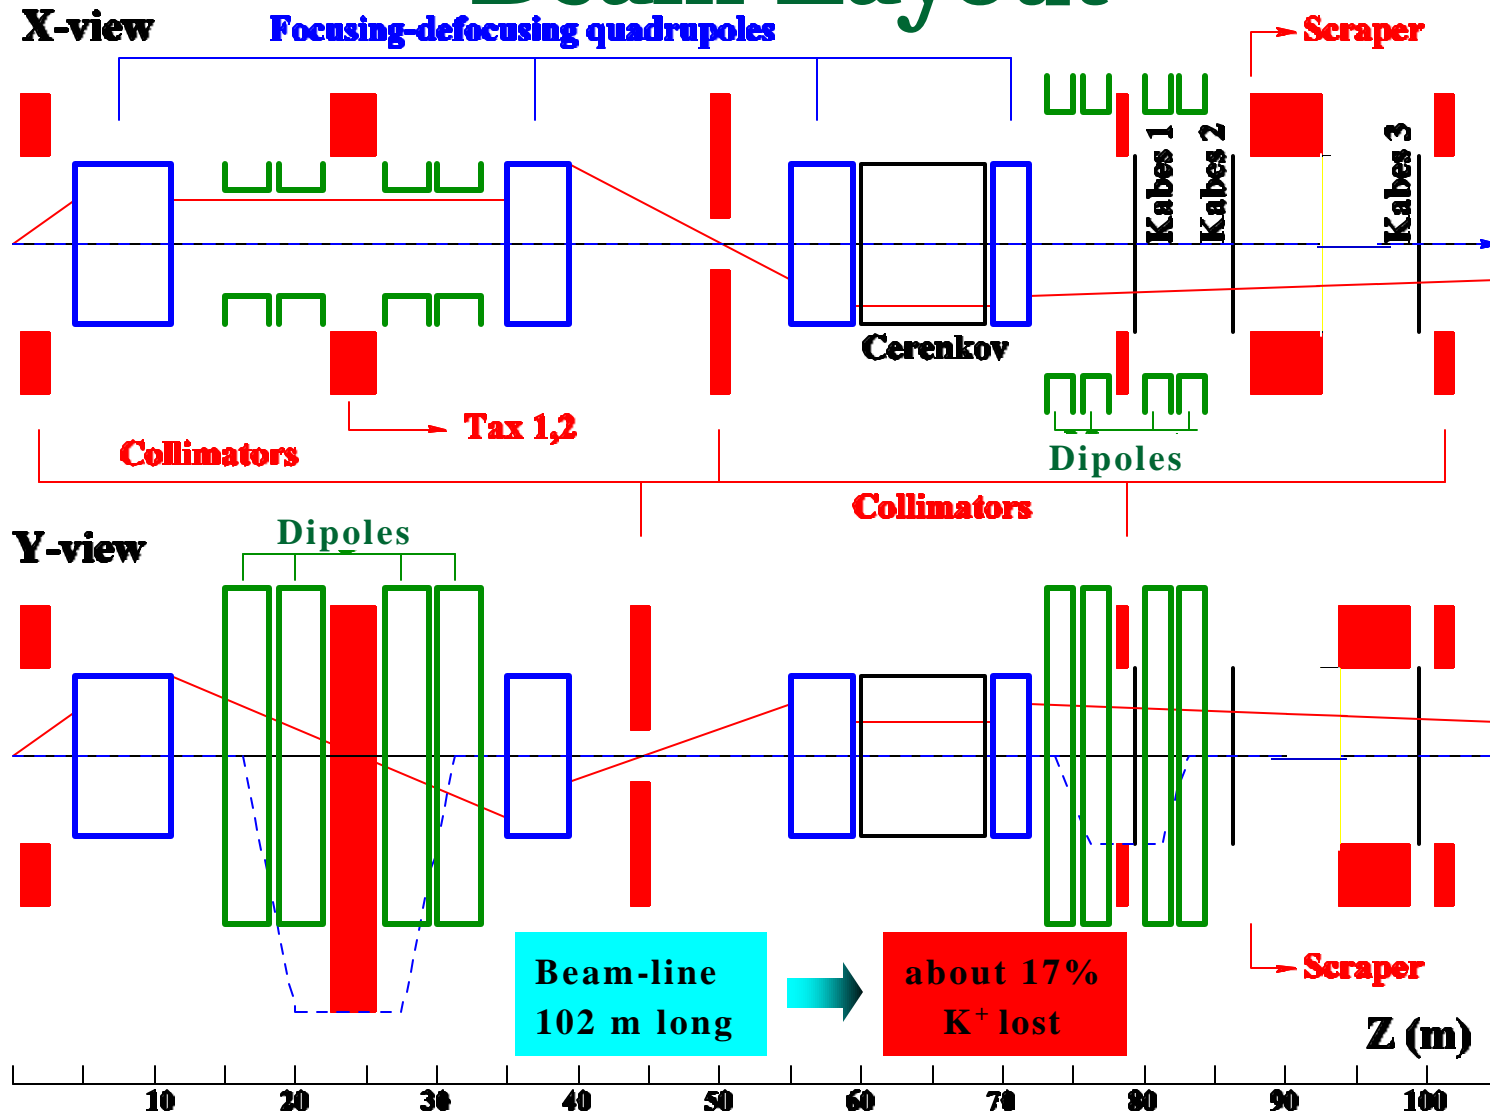 Beam Layout
X-view
Focusing-defocusing quadrupoles
Scraper
Kabes 1
Kabes 2
Kabes 3
Cerenkov
Tax 1,2
Collimators
Dipoles
Collimators
Y-view
Dipoles
Beam-line
102 m long
about 17%
K+ lost
Scraper
Z (m)
10 20 30 40 50 60 70 80 90 100